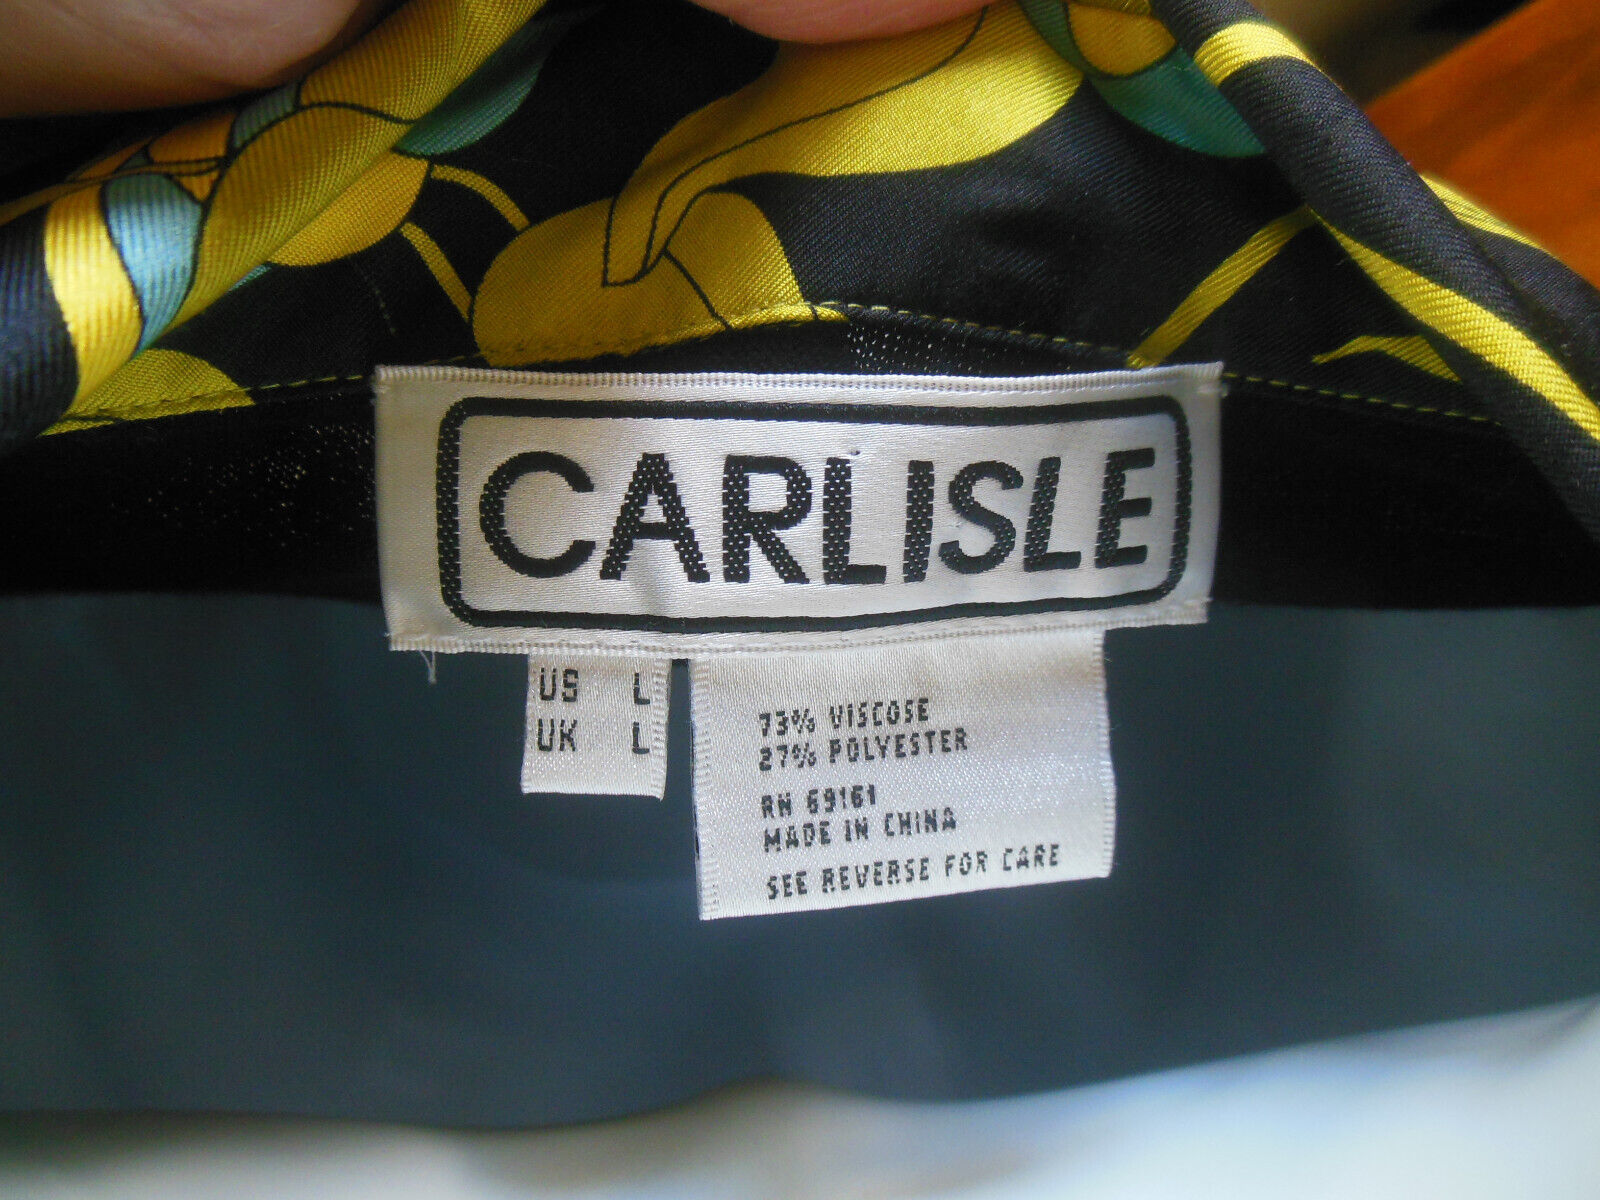 CARLISLE
US L
UK L
73% VISCOSE
27% POLYESTER
RN 69161
MADE IN CHINA
SEE REVERSE FOR CARE